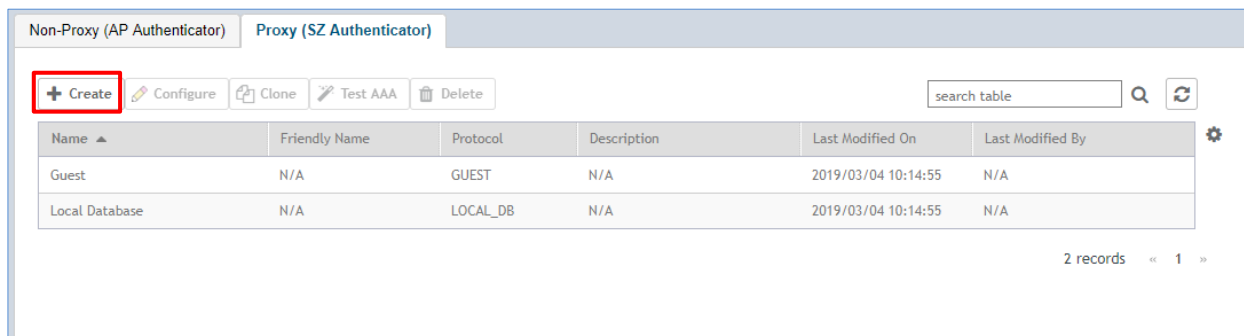 Non-Proxy (AP Authenticator) Proxy (SZ Authenticator)
Create Configure Clone Test AAA Delete search table
Name Friendly Name Protocol Description Last Modified On Last Modified By
Guest N/A GUEST N/A 2019/03/04 10:14:55 N/A
Local Database N/A LOCAL_DB N/A 2019/03/04 10:14:55 N/A
2 records « 1 »